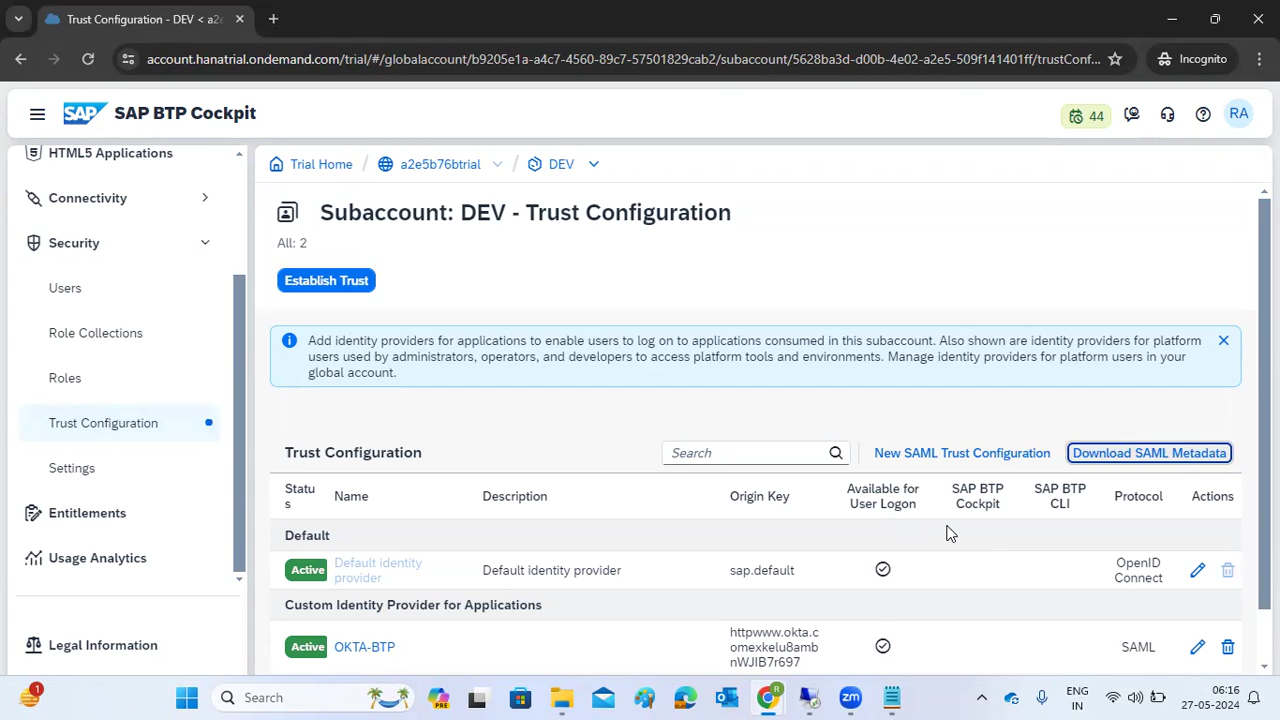 Trust Configuration - DEV < a2e
account.hanatrial.ondemand.com/trial/#/globalaccount/b9205e1a-a4c7-4560-89c7-57501829cab2/subaccount/5628ba3d-d00b-4e02-a2e5-509f141401ff/trustConf...
Incognito
SAP
SAP BTP Cockpit
44
RA
HTML5 Applications
Connectivity
Security
Users
Role Collections
Roles
Trust Configuration
Settings
Entitlements
Usage Analytics
Legal Information
Trial Home / a2e5b76btrial / DEV
Subaccount: DEV - Trust Configuration
All: 2
Establish Trust
Add identity providers for applications to enable users to log on to applications consumed in this subaccount. Also shown are identity providers for platform
users used by administrators, operators, and developers to access platform tools and environments. Manage identity providers for platform users in your
global account.
Trust Configuration
Search
New SAML Trust Configuration
Download SAML Metadata
Status Name Description Origin Key Available for User Logon SAP BTP Cockpit SAP BTP CLI Protocol Actions
Default
Active Default identity provider Default identity provider sap.default OpenID Connect
Custom Identity Provider for Applications
Active OKTA-BTP httpwww.okta.comexkelu8ambnWJIB7r697 SAML
1
Search
PRE
R
zm
ENG
IN
06:16
27-05-2024